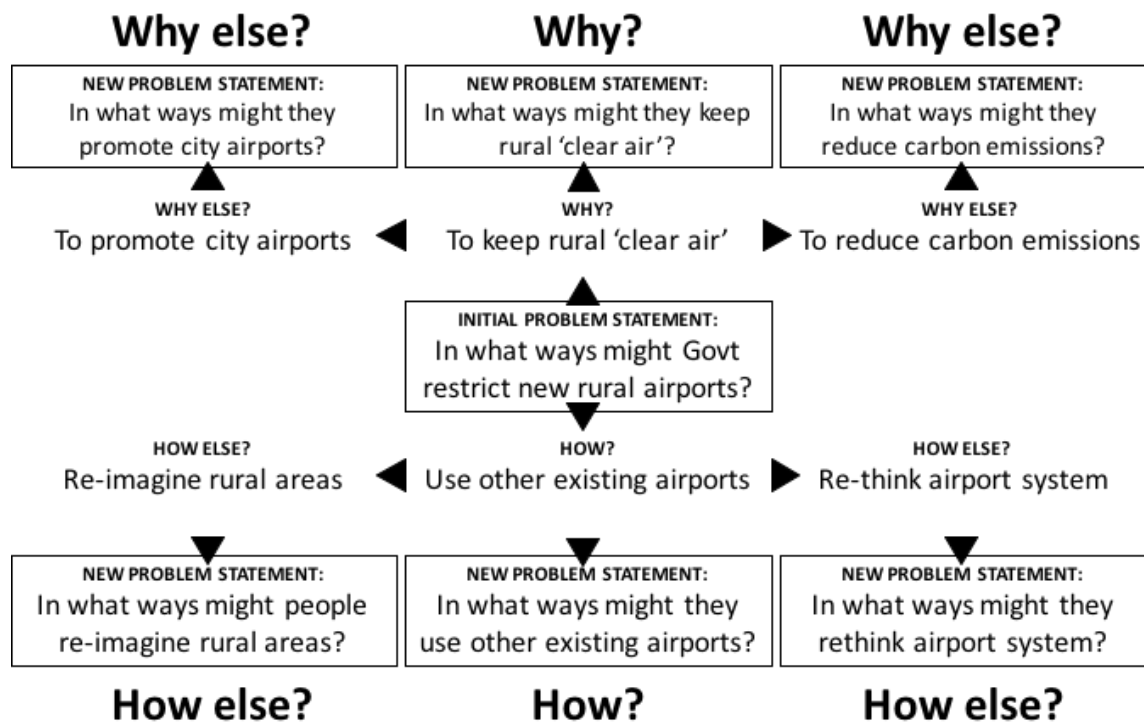 Why else?
Why?
Why else?
NEW PROBLEM STATEMENT:
In what ways might they
promote city airports?
NEW PROBLEM STATEMENT:
In what ways might they keep
rural ‘clear air’?
NEW PROBLEM STATEMENT:
In what ways might they
reduce carbon emissions?
WHY ELSE?
To promote city airports
WHY?
To keep rural ‘clear air’
WHY ELSE?
To reduce carbon emissions
INITIAL PROBLEM STATEMENT:
In what ways might Govt
restrict new rural airports?
HOW ELSE?
Re-imagine rural areas
HOW?
Use other existing airports
HOW ELSE?
Re-think airport system
NEW PROBLEM STATEMENT:
In what ways might people
re-imagine rural areas?
NEW PROBLEM STATEMENT:
In what ways might they
use other existing airports?
NEW PROBLEM STATEMENT:
In what ways might they
rethink airport system?
How else?
How?
How else?